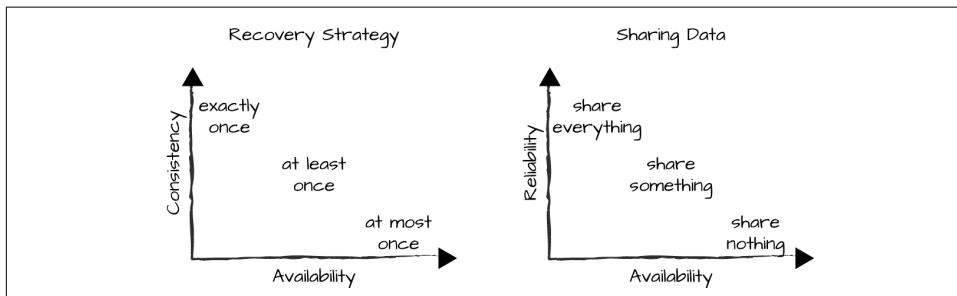 Recovery Strategy
Consistency
exactly
once
at least
once
at most
once
Availability
Sharing Data
Reliability
share
everything
share
something
share
nothing
Availability